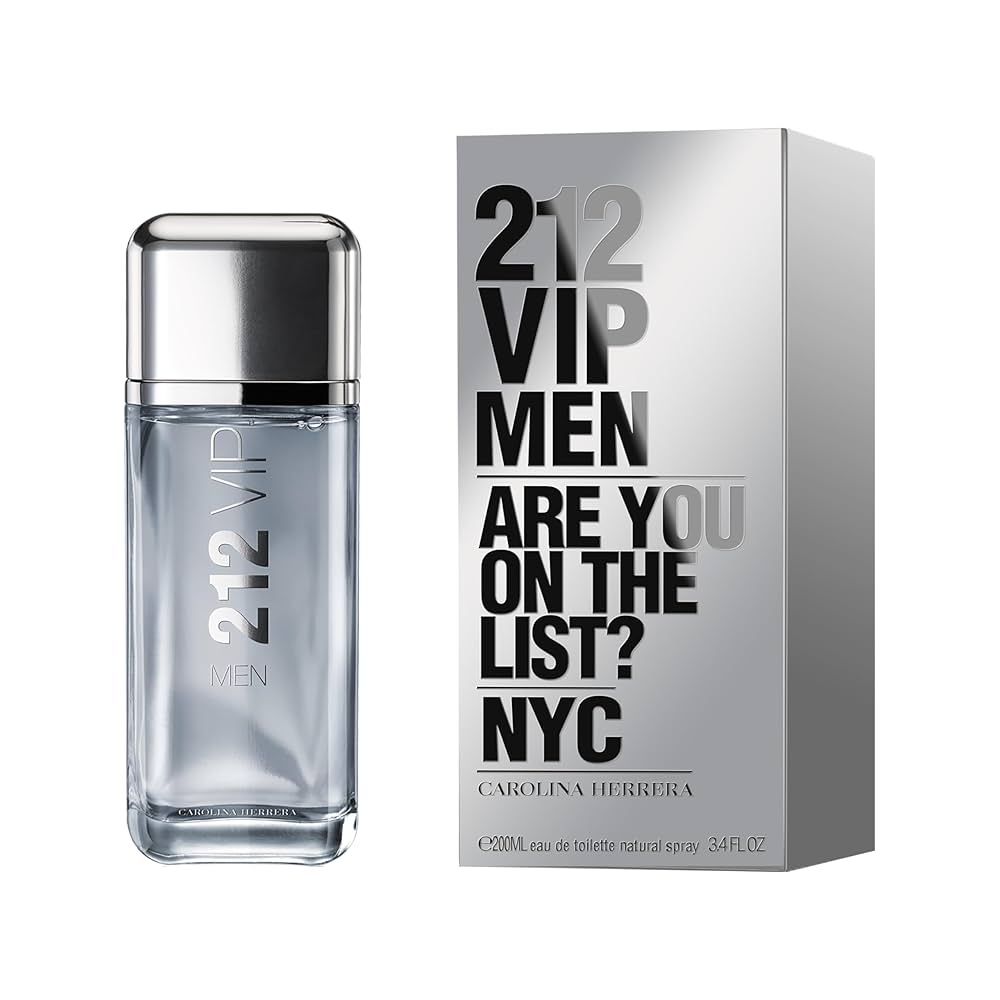 212 VIP
MEN
CAROLINA HERRERA
212
VIP
MEN
ARE YOU
ON THE
LIST?
NYC
CAROLINA HERRERA
℮200ML eau de toilette natural spray 3.4 FL OZ